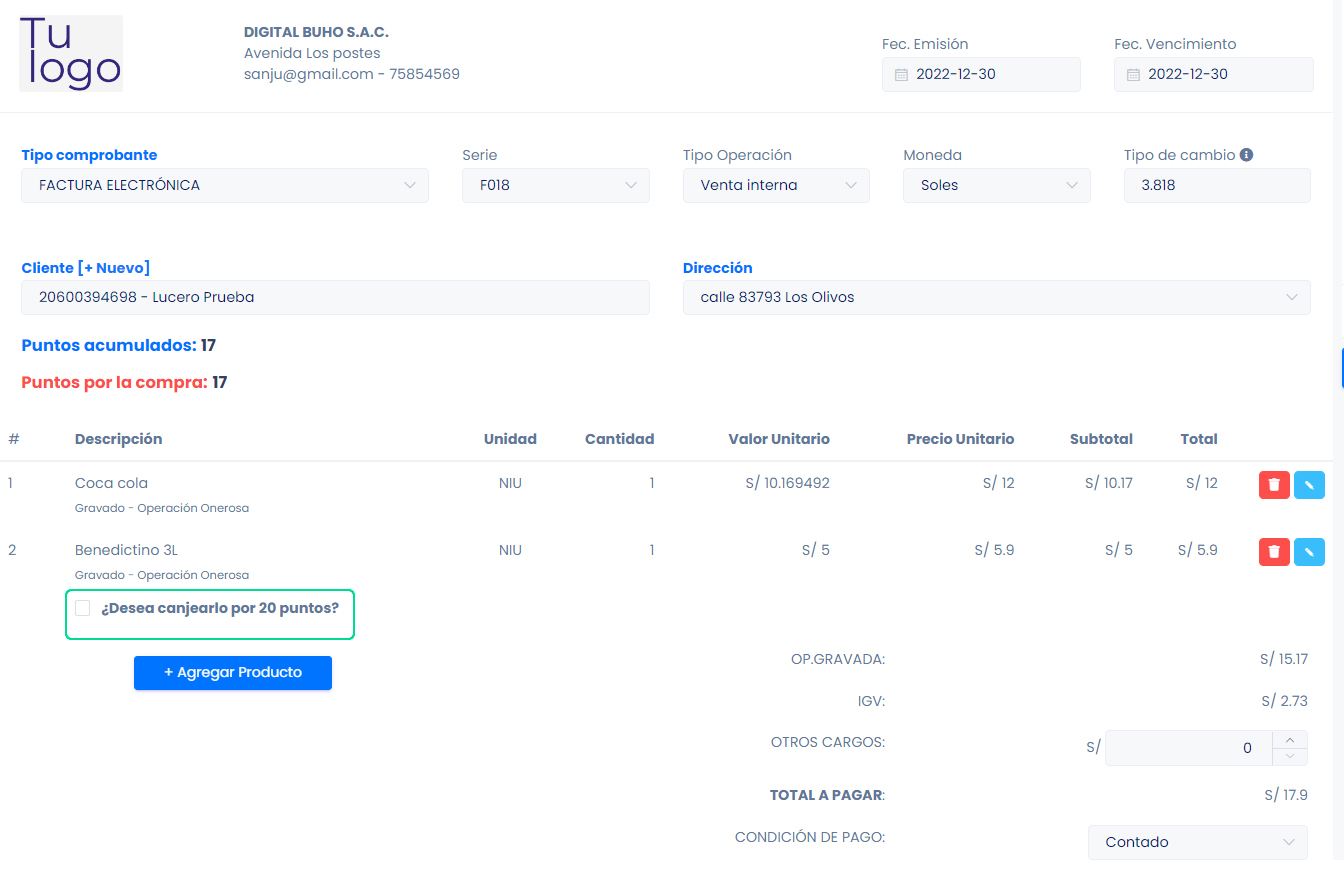 Tu
logo
DIGITAL BUHO S.A.C.
Avenida Los postes
sanju@gmail.com - 75854569
Fec. Emisión
2022-12-30
Fec. Vencimiento
2022-12-30
Tipo comprobante
FACTURA ELECTRÓNICA
Serie
F018
Tipo Operación
Venta interna
Moneda
Soles
Tipo de cambio
3.818
Cliente [+ Nuevo]
20600394698 - Lucero Prueba
Dirección
calle 83793 Los Olivos
Puntos acumulados: 17
Puntos por la compra: 17
# Descripción Unidad Cantidad Valor Unitario Precio Unitario Subtotal Total
1 Coca cola NIU 1 S/ 10.169492 S/ 12 S/ 10.17 S/ 12
Gravado - Operación Onerosa
2 Benedictino 3L NIU 1 S/ 5 S/ 5.9 S/ 5 S/ 5.9
Gravado - Operación Onerosa
¿Desea canjearlo por 20 puntos?
+ Agregar Producto
OP.GRAVADA: S/ 15.17
IGV: S/ 2.73
OTROS CARGOS: S/ 0
TOTAL A PAGAR: S/ 17.9
CONDICIÓN DE PAGO: Contado